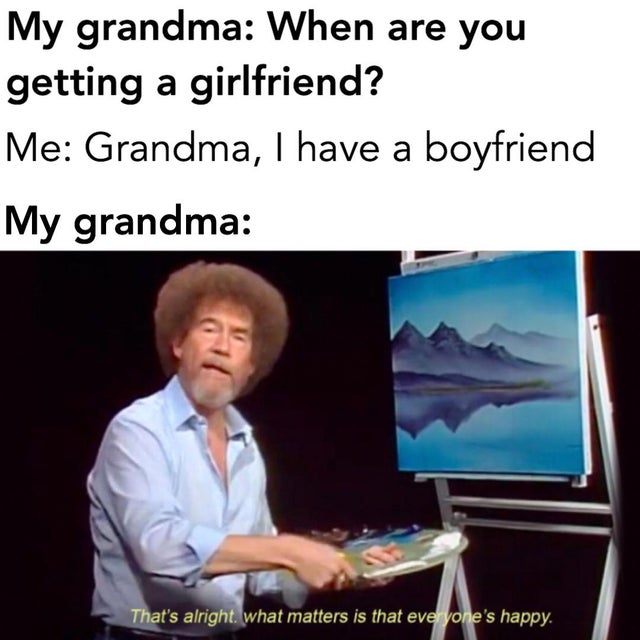 My grandma: When are you
getting a girlfriend?
Me: Grandma, I have a boyfriend
My grandma:
That's alright. what matters is that everyone's happy.